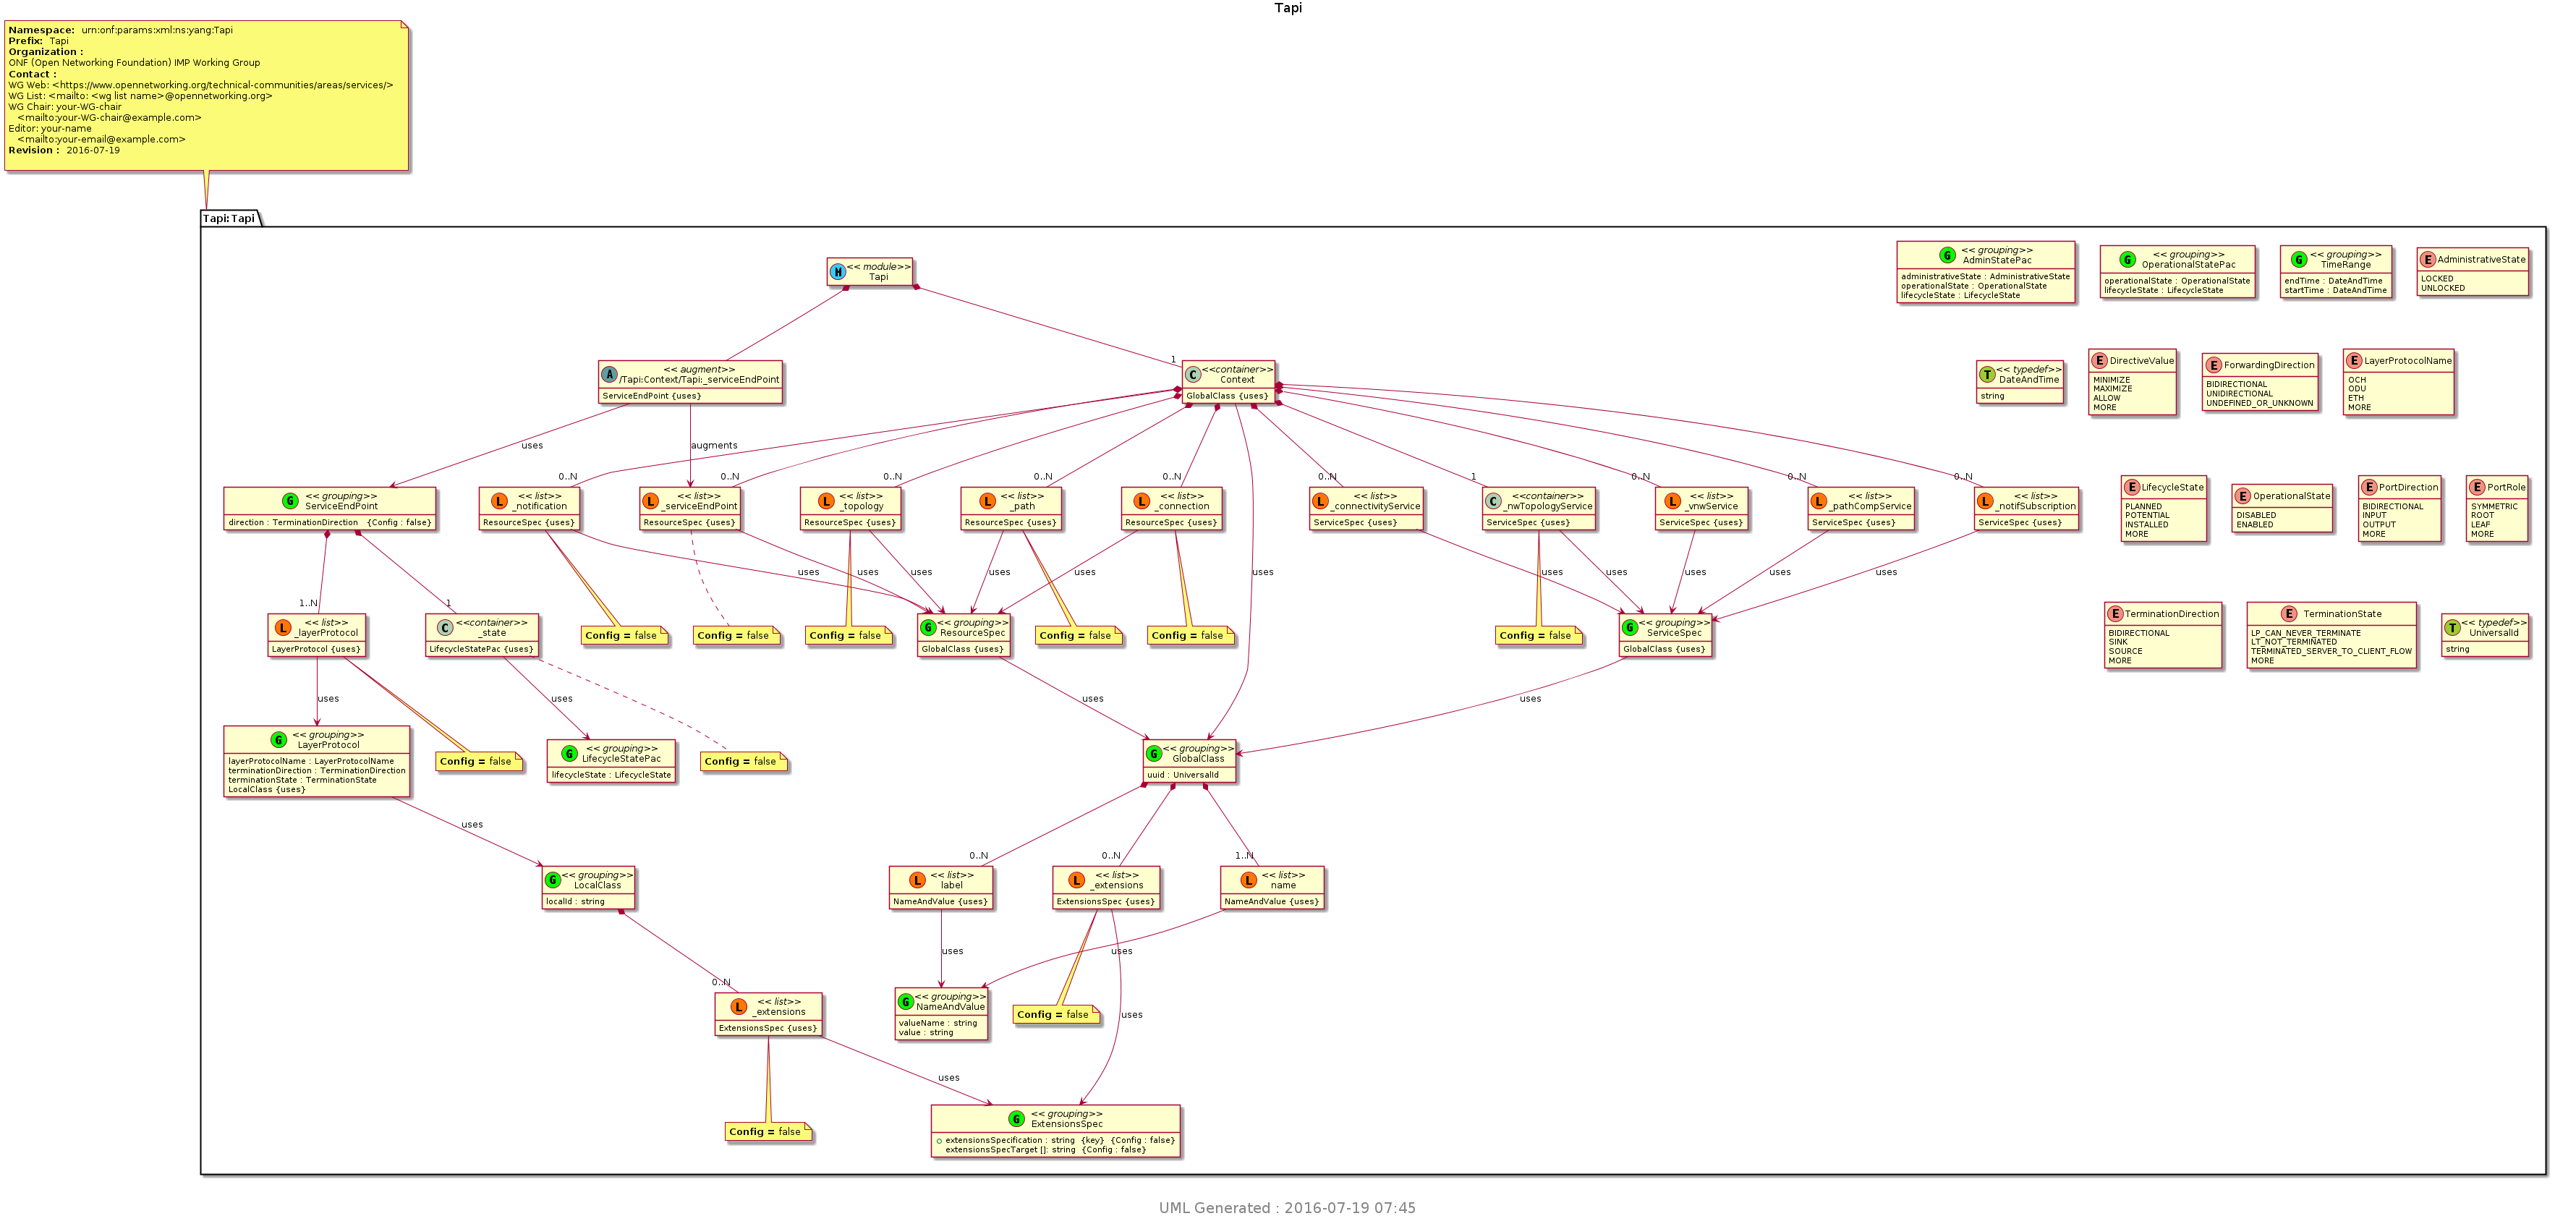 Tapi
Namespace: urn:onf:params:xml:ns:yang:Tapi
Prefix: Tapi
Organization :
ONF (Open Networking Foundation) IMP Working Group
Contact :
WG Web: <https://www.opennetworking.org/technical-communities/areas/services/>
WG List: <mailto: <wg list name>@opennetworking.org>
WG Chair: your-WG-chair
<mailto:your-WG-chair@example.com>
Editor: your-name
<mailto:your-email@example.com>
Revision : 2016-07-19
Tapi:Tapi
M
<< module>>
Tapi
G
<< grouping>>
AdminStatePac
administrativeState : AdministrativeState
operationalState : OperationalState
lifecycleState : LifecycleState
G
<< grouping>>
OperationalStatePac
operationalState : OperationalState
lifecycleState : LifecycleState
G
<< grouping>>
TimeRange
endTime : DateAndTime
startTime : DateAndTime
E
AdministrativeState
LOCKED
UNLOCKED
A
<< augment>>
/Tapi:Context/Tapi:_serviceEndPoint
ServiceEndPoint {uses}
1
C
<<container>>
Context
GlobalClass {uses}
T
<< typedef>>
DateAndTime
string
E
DirectiveValue
MINIMIZE
MAXIMIZE
ALLOW
MORE
E
ForwardingDirection
BIDIRECTIONAL
UNIDIRECTIONAL
UNDEFINED_OR_UNKNOWN
E
LayerProtocolName
OCH
ODU
ETH
MORE
uses
augments
0..N
0..N
0..N
0..N
0..N
0..N
1
0..N
0..N
0..N
G
<< grouping>>
ServiceEndPoint
direction : TerminationDirection {Config : false}
L
<< list>>
_notification
ResourceSpec {uses}
L
<< list>>
_serviceEndPoint
ResourceSpec {uses}
L
<< list>>
_topology
ResourceSpec {uses}
L
<< list>>
_path
ResourceSpec {uses}
L
<< list>>
_connection
ResourceSpec {uses}
L
<< list>>
_connectivityService
ServiceSpec {uses}
C
<<container>>
_nwTopologyService
ServiceSpec {uses}
L
<< list>>
_vnwService
ServiceSpec {uses}
L
<< list>>
_pathCompService
ServiceSpec {uses}
L
<< list>>
_notifSubscription
ServiceSpec {uses}
E
LifecycleState
PLANNED
POTENTIAL
INSTALLED
MORE
E
OperationalState
DISABLED
ENABLED
E
PortDirection
BIDIRECTIONAL
INPUT
OUTPUT
MORE
E
PortRole
SYMMETRIC
ROOT
LEAF
MORE
uses
uses
uses
uses
uses
uses
uses
uses
uses
uses
uses
1..N
1
L
<< list>>
_layerProtocol
LayerProtocol {uses}
C
<<container>>
_state
LifecycleStatePac {uses}
Config = false
Config = false
Config = false
G
<< grouping>>
ResourceSpec
GlobalClass {uses}
Config = false
Config = false
Config = false
G
<< grouping>>
ServiceSpec
GlobalClass {uses}
E
TerminationDirection
BIDIRECTIONAL
SINK
SOURCE
MORE
E
TerminationState
LP_CAN_NEVER_TERMINATE
LT_NOT_TERMINATED
TERMINATED_SERVER_TO_CLIENT_FLOW
MORE
T
<< typedef>>
UniversalId
string
uses
uses
uses
uses
G
<< grouping>>
LayerProtocol
layerProtocolName : LayerProtocolName
terminationDirection : TerminationDirection
terminationState : TerminationState
LocalClass {uses}
Config = false
G
<< grouping>>
LifecycleStatePac
lifecycleState : LifecycleState
Config = false
G
<< grouping>>
GlobalClass
uuid : UniversalId
uses
0..N
0..N
1..N
G
<< grouping>>
LocalClass
localId : string
L
<< list>>
label
NameAndValue {uses}
L
<< list>>
_extensions
ExtensionsSpec {uses}
L
<< list>>
name
NameAndValue {uses}
uses
uses
0..N
L
<< list>>
_extensions
ExtensionsSpec {uses}
G
<< grouping>>
NameAndValue
valueName : string
value : string
Config = false
uses
uses
Config = false
G
<< grouping>>
ExtensionsSpec
extensionsSpecification : string {key} {Config : false}
extensionsSpecTarget []: string {Config : false}
UML Generated : 2016-07-19 07:45